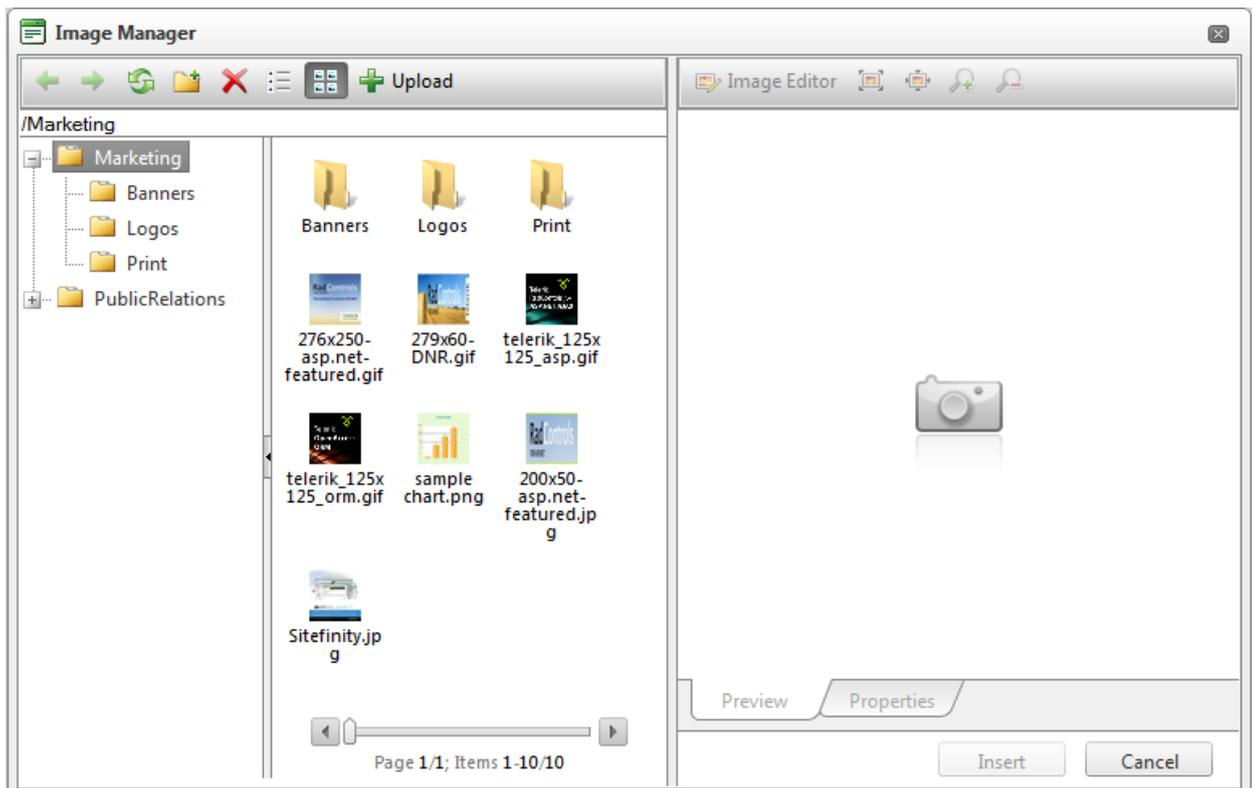 Image Manager
Upload
Image Editor
/Marketing
Marketing
Banners
Logos
Print
PublicRelations
Banners
Logos
Print
RadControls
276x250-
asp.net-
featured.gif
279x60-
DNR.gif
telerik_125x
125_asp.gif
telerik_125x
125_orm.gif
sample
chart.png
RadControls
200x50-
asp.net-
featured.jp
g
Sitefinity.jp
g
Page 1/1; Items 1-10/10
Preview
Properties
Insert
Cancel